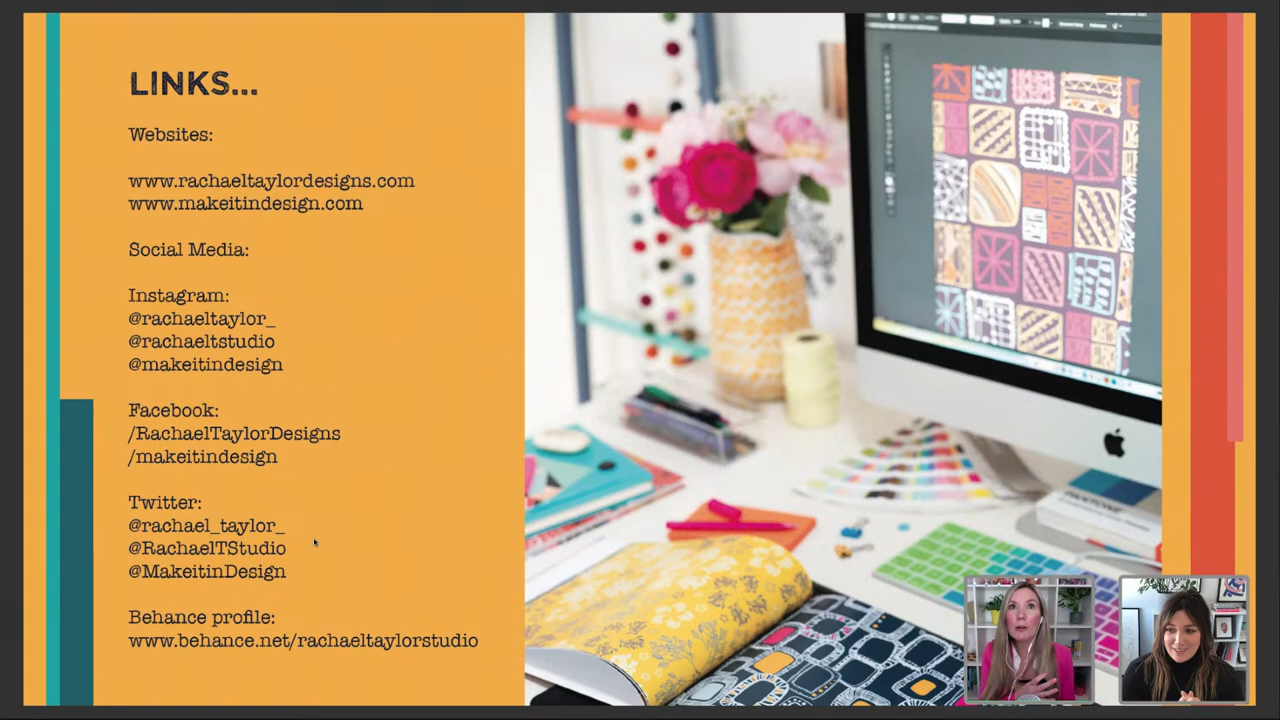 LINKS...
Websites:
www.rachaeltaylordesigns.com
www.makeitindesign.com
Social Media:
Instagram:
@rachaeltaylor_
@rachaeltstudio
@makeitindesign
Facebook:
/RachaelTaylorDesigns
/makeitindesign
Twitter:
@rachael_taylor_
@RachaelTStudio
@MakeitinDesign
Behance profile:
www.behance.net/rachaeltaylorstudio
PANTONE